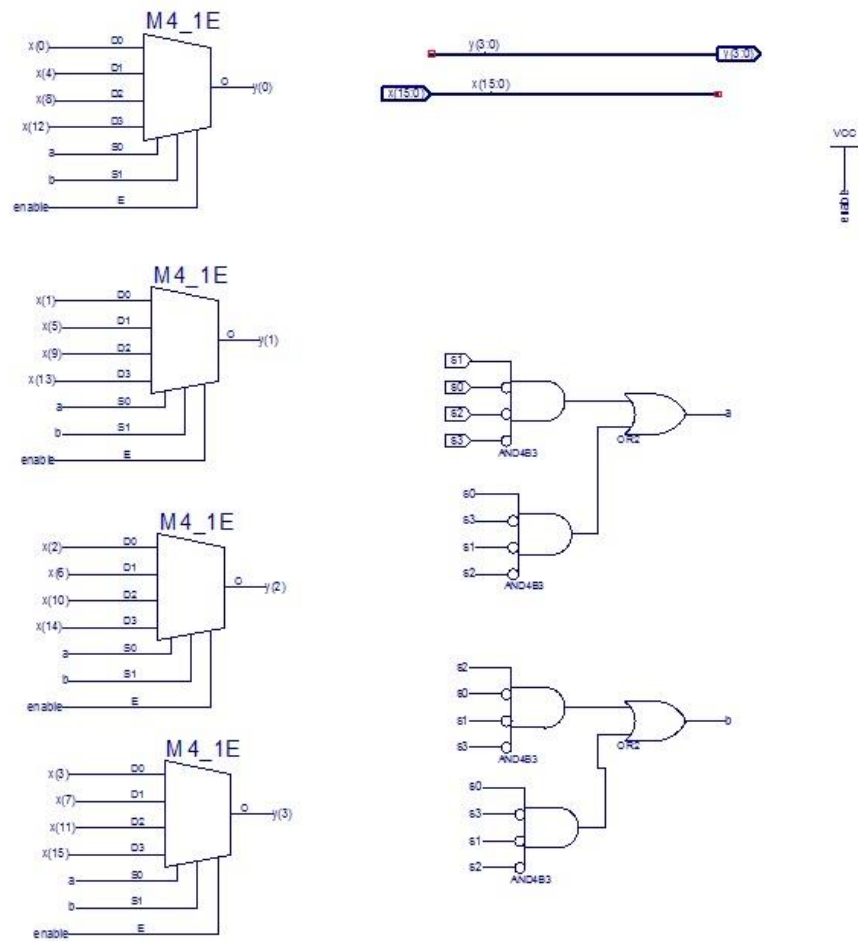 M4_1E
x(0)
D0
x(4)
D1
x(8)
D2
x(12)
D3
a
S0
b
S1
enable
E
O
y(0)
y(3:0)
y(3:0)
x(15:0)
x(15:0)
VCC
enable
M4_1E
x(1)
D0
x(5)
D1
x(9)
D2
x(13)
D3
a
S0
b
S1
enable
E
O
y(1)
s1
s0
s2
s3
AND4B3
OR2
a
s0
s3
s1
s2
AND4B3
M4_1E
x(2)
D0
x(6)
D1
x(10)
D2
x(14)
D3
a
S0
b
S1
enable
E
O
y(2)
s2
s0
s1
s3
AND4B3
OR2
b
s0
s3
s1
s2
AND4B3
M4_1E
x(3)
D0
x(7)
D1
x(11)
D2
x(15)
D3
a
S0
b
S1
enable
E
O
y(3)